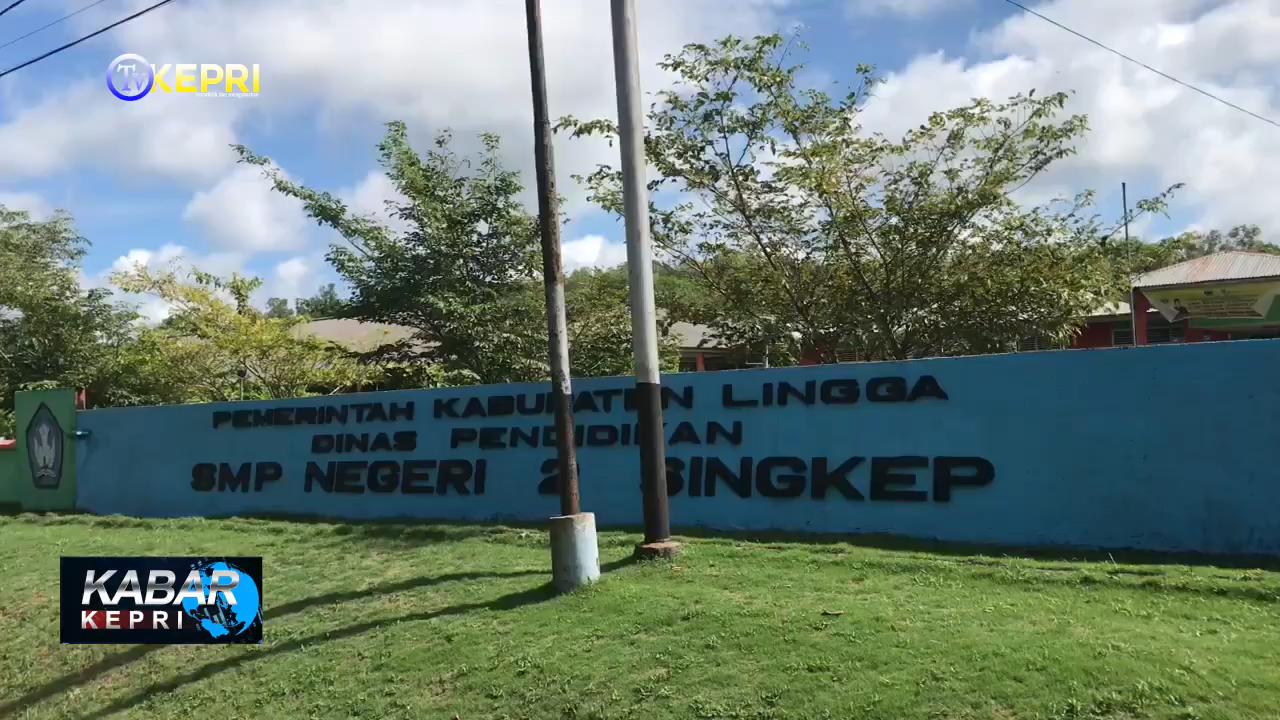 Tv KEPRI
PEMERINTAH KABUPATEN LINGGA
DINAS PENDIDIKAN
SMP NEGERI 2 SINGKEP
KABAR
KEPRI